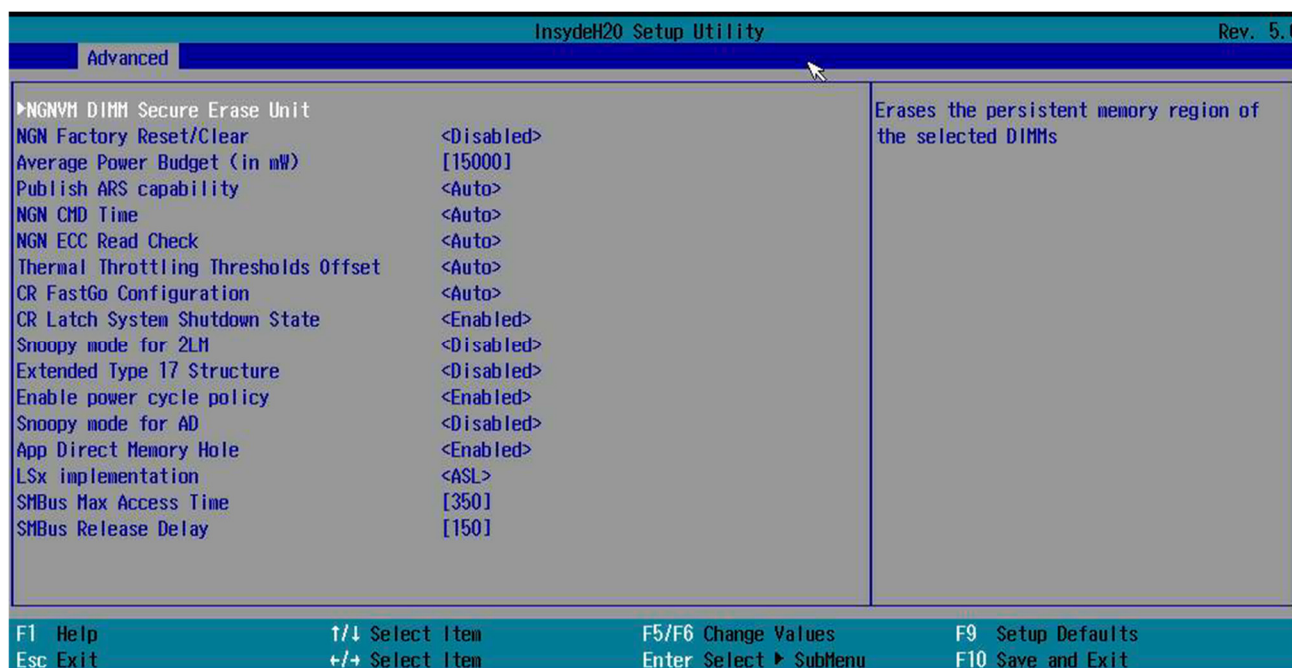 InsydeH20 Setup Utility Rev. 5.
Advanced
▶NGNVM DIMM Secure Erase Unit
NGN Factory Reset/Clear <Disabled>
Average Power Budget (in mW) [15000]
Publish ARS capability <Auto>
NGN CMD Time <Auto>
NGN ECC Read Check <Auto>
Thermal Throttling Thresholds Offset <Auto>
CR FastGo Configuration <Auto>
CR Latch System Shutdown State <Enabled>
Snoopy mode for 2LM <Disabled>
Extended Type 17 Structure <Disabled>
Enable power cycle policy <Enabled>
Snoopy mode for AD <Disabled>
App Direct Memory Hole <Enabled>
LSx implementation <ASL>
SMBus Max Access Time [350]
SMBus Release Delay [150]
Erases the persistent memory region of
the selected DIMMs
F1 Help ↑/↓ Select Item F5/F6 Change Values F9 Setup Defaults
Esc Exit ←/→ Select Item Enter Select ▶ SubMenu F10 Save and Exit